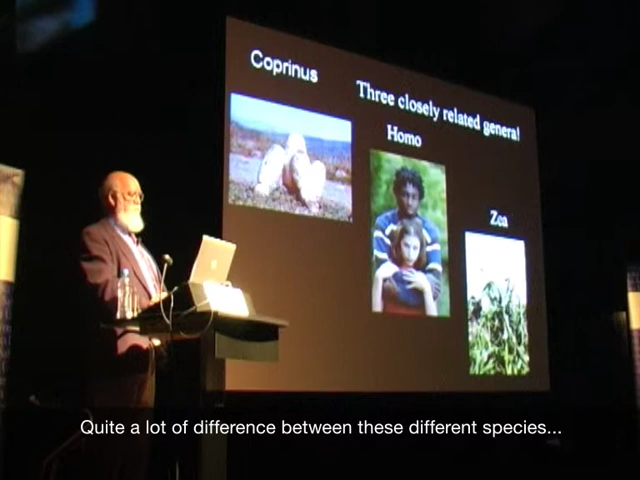 Coprinus
Three closely related genera!
Homo
Zea
Quite a lot of difference between these different species...